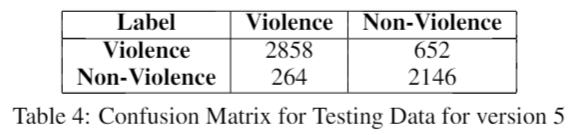 Label Violence Non-Violence
Violence 2858 652
Non-Violence 264 2146
Table 4: Confusion Matrix for Testing Data for version 5